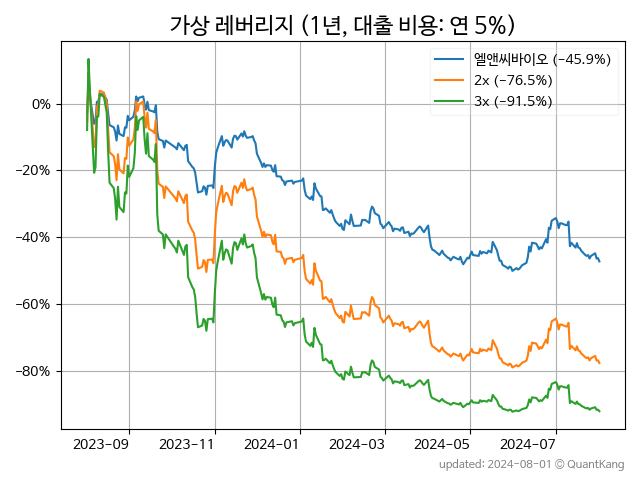 가상 레버리지 (1년, 대출 비용: 연 5%)
엘앤씨바이오 (−45.9%)
2x (−76.5%)
3x (−91.5%)
0%
−20%
−40%
−60%
−80%
2023-09 2023-11 2024-01 2024-03 2024-05 2024-07
updated: 2024-08-01 © QuantKang